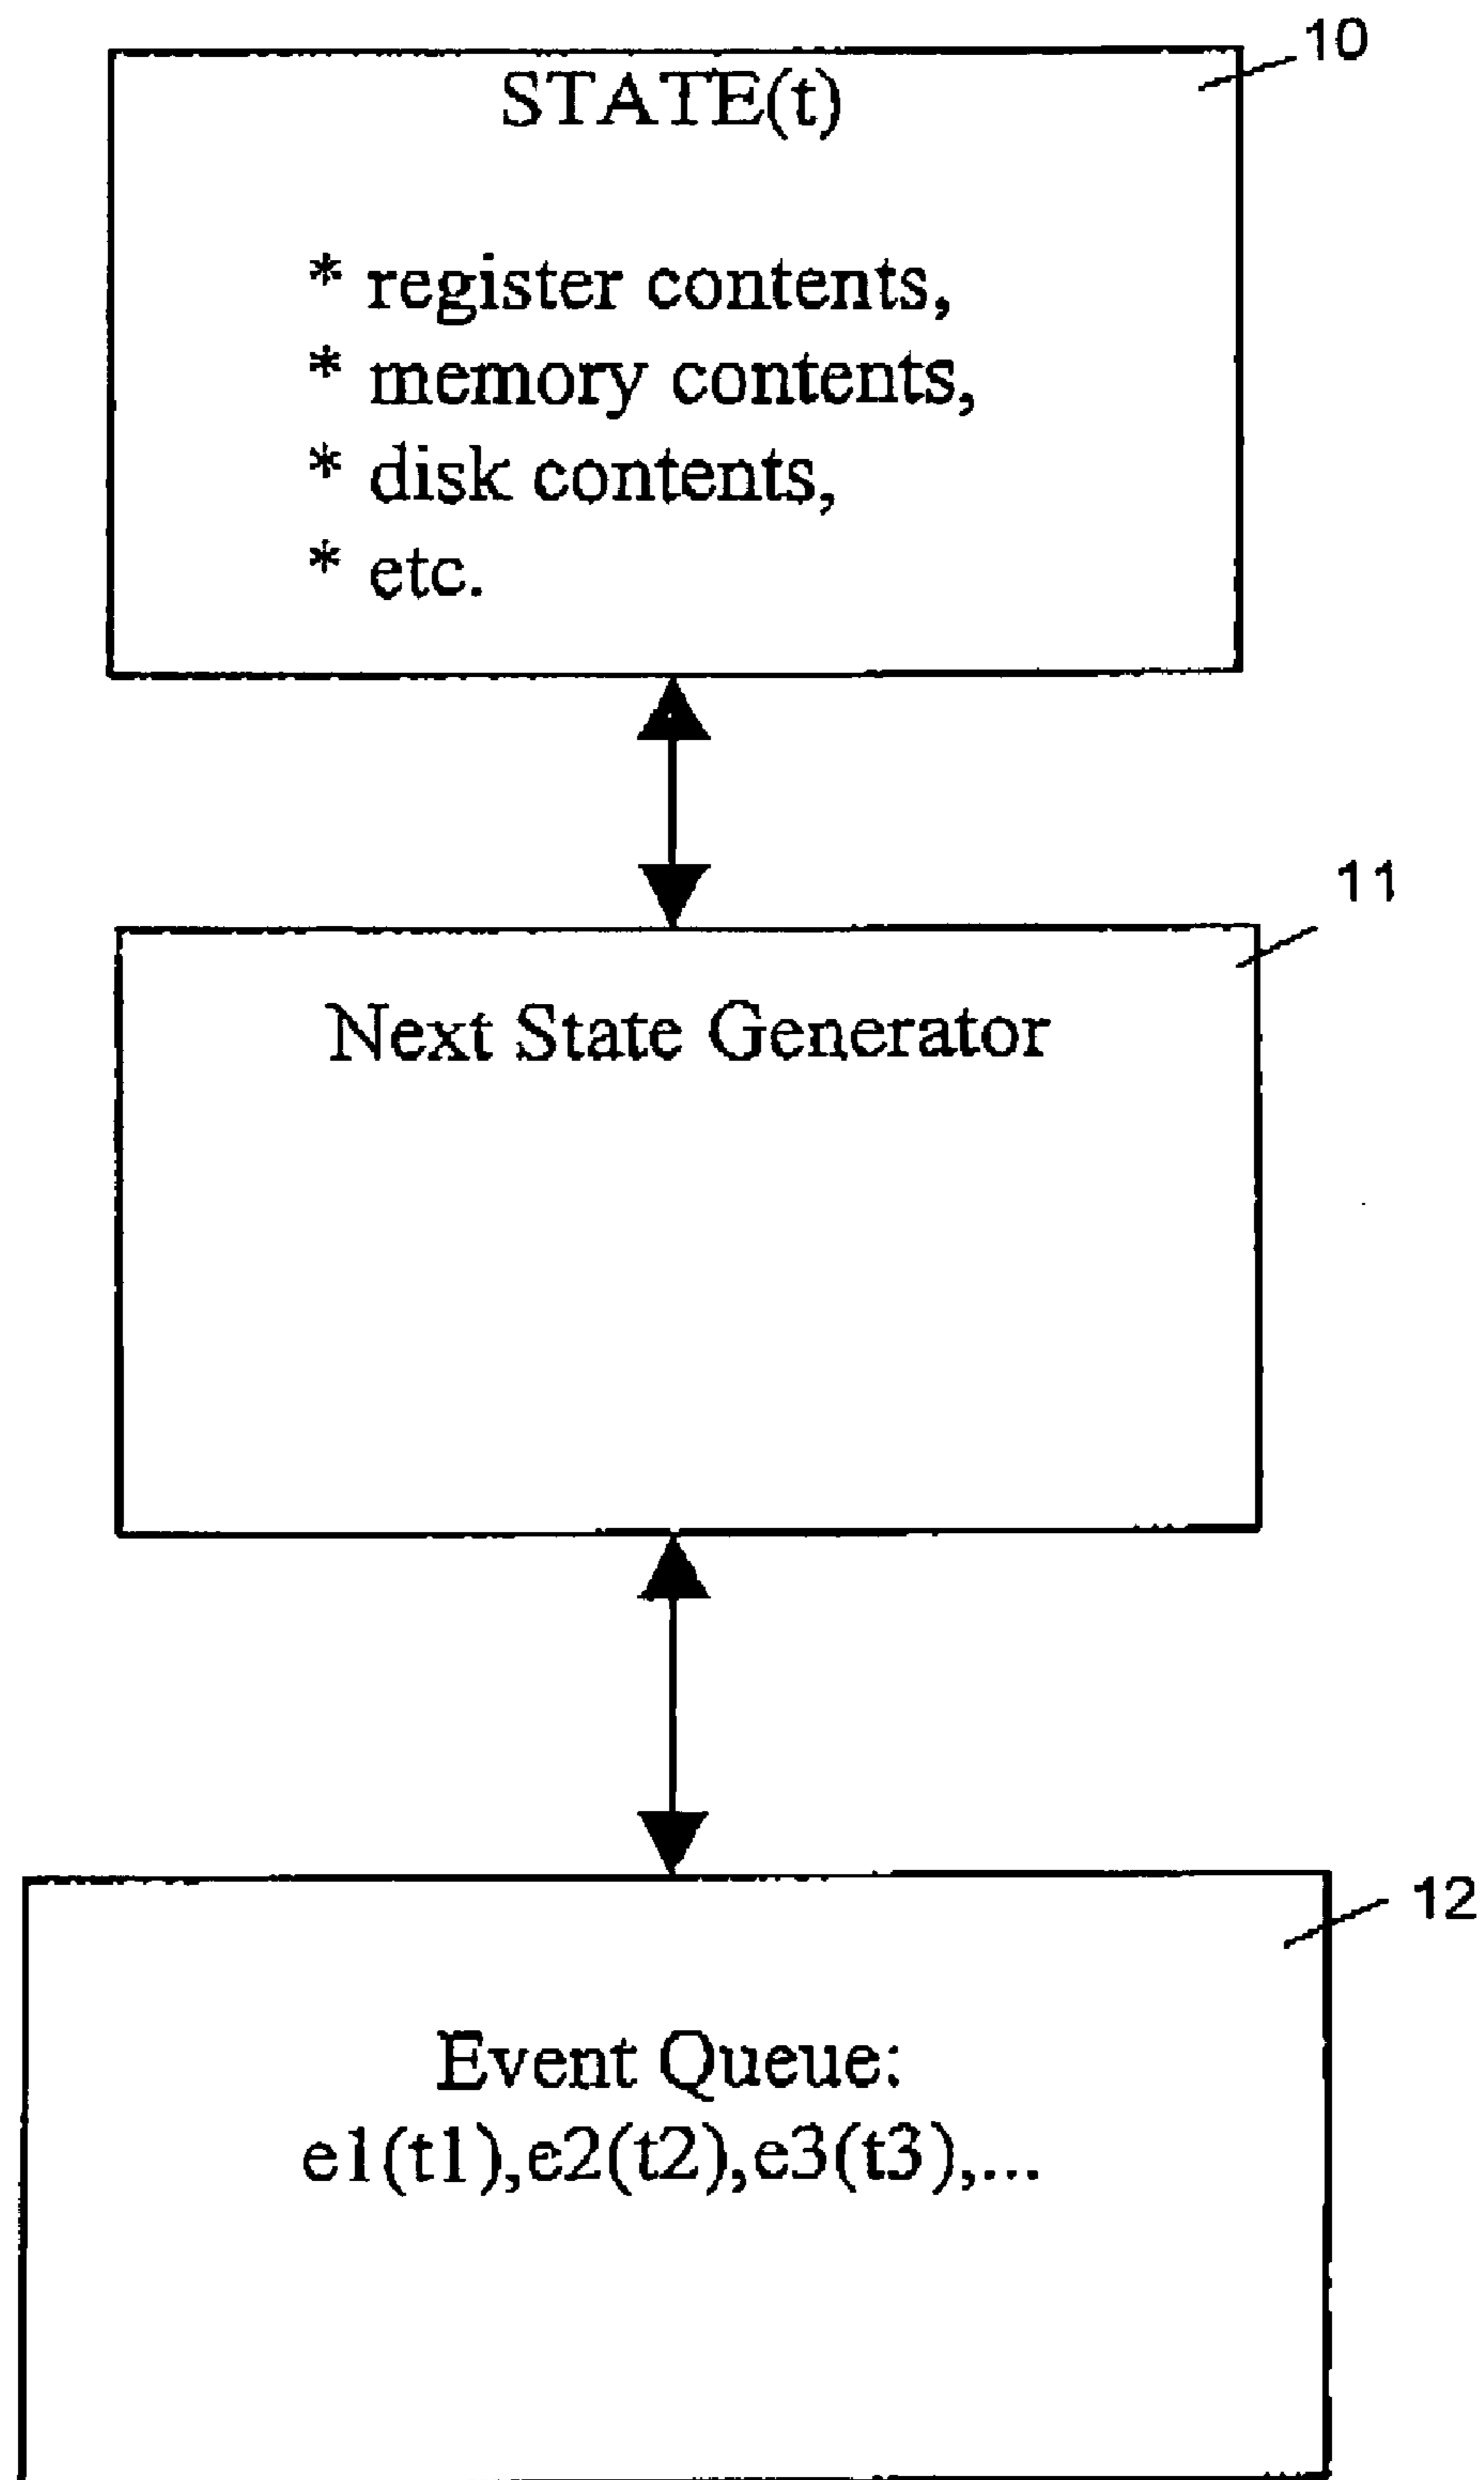 10
STATE(t)
* register contents,
* memory contents,
* disk contents,
* etc.
11
Next State Generator
12
Event Queue:
e1(t1),e2(t2),e3(t3),...